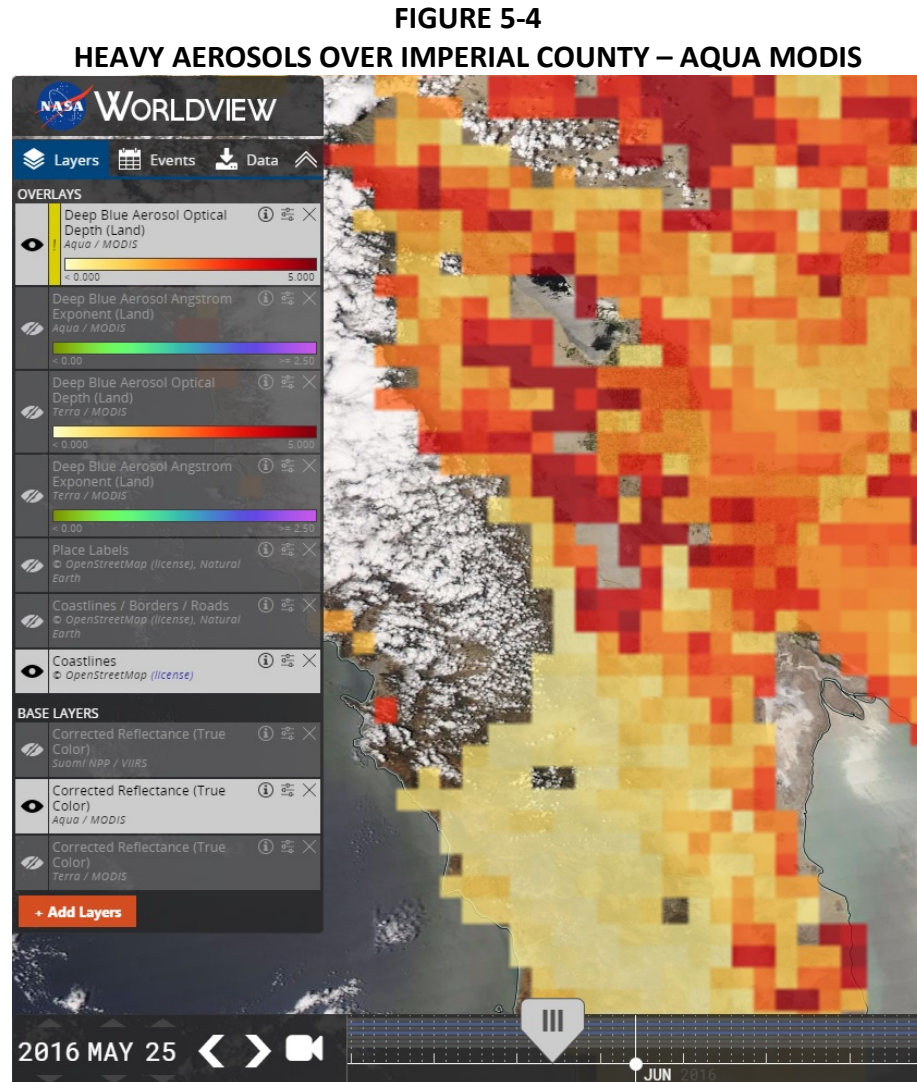 FIGURE 5-4
HEAVY AEROSOLS OVER IMPERIAL COUNTY – AQUA MODIS
NASA WORLDVIEW
Layers Events Data
OVERLAYS
Deep Blue Aerosol Optical
Depth (Land)
Aqua / MODIS
< 0.000 5.000
Deep Blue Aerosol Angstrom
Exponent (Land)
Aqua / MODIS
< 0.00 >= 2.50
Deep Blue Aerosol Optical
Depth (Land)
Terra / MODIS
< 0.000 5.000
Deep Blue Aerosol Angstrom
Exponent (Land)
Terra / MODIS
< 0.00 >= 2.50
Place Labels
© OpenStreetMap (license), Natural
Earth
Coastlines / Borders / Roads
© OpenStreetMap (license), Natural
Earth
Coastlines
© OpenStreetMap (license)
BASE LAYERS
Corrected Reflectance (True
Color)
Suomi NPP / VIIRS
Corrected Reflectance (True
Color)
Aqua / MODIS
Corrected Reflectance (True
Color)
Terra / MODIS
+ Add Layers
2016 MAY 25
JUN 2016